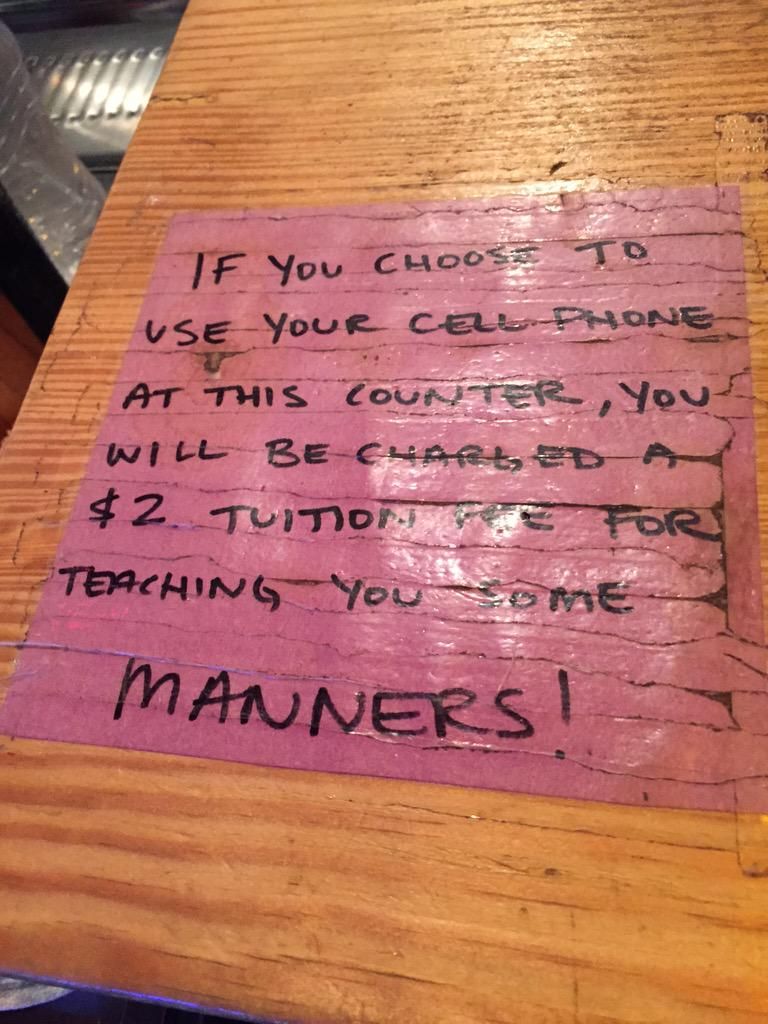 IF YOU CHOOSE TO
USE YOUR CELL PHONE
AT THIS COUNTER, YOU
WILL BE CHARGED A
$2 TUITION FEE FOR
TEACHING YOU SOME
MANNERS!